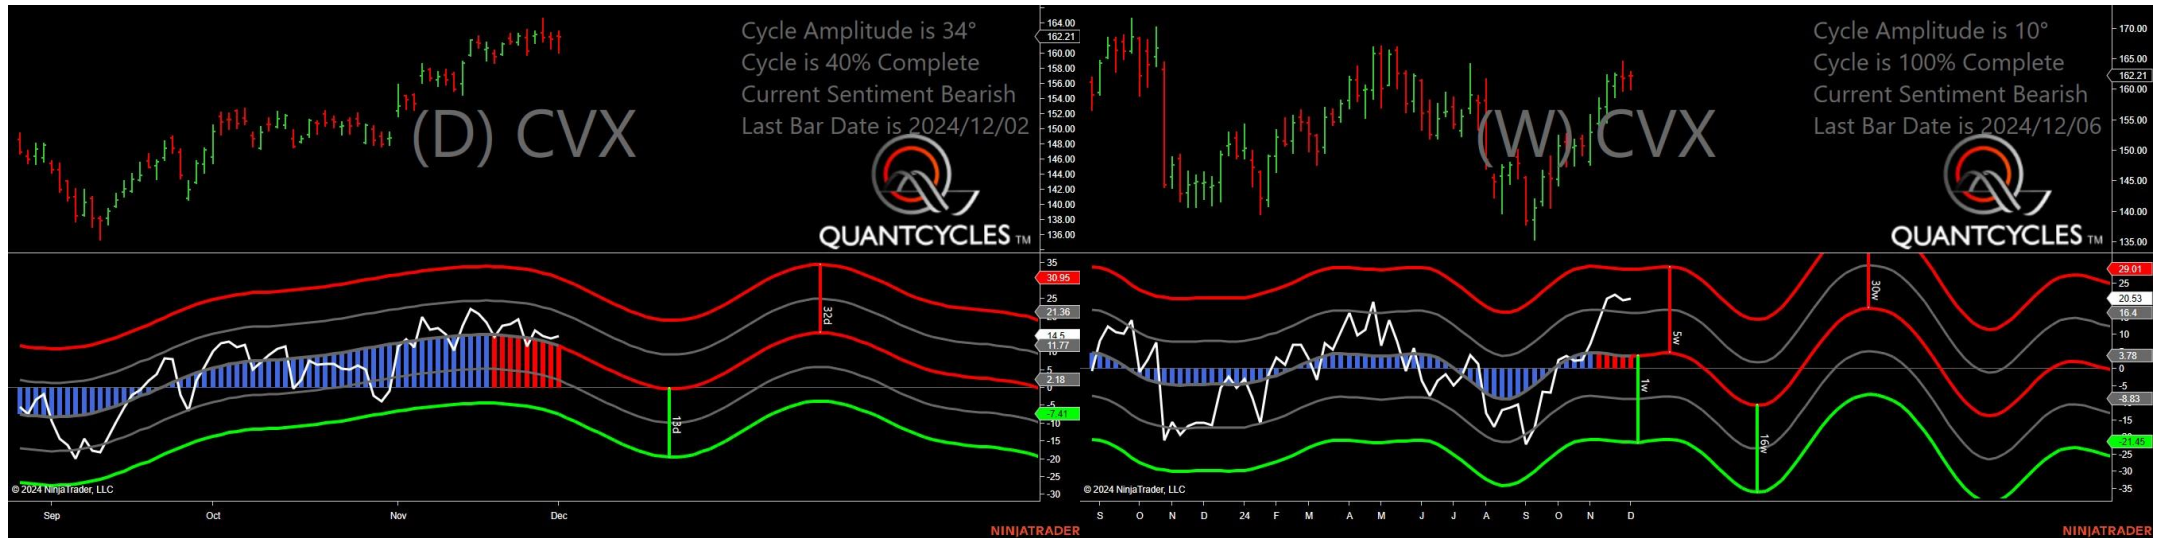 Cycle Amplitude is 34°
Cycle is 40% Complete
Current Sentiment Bearish
Last Bar Date is 2024/12/02
(D) CVX
QUANTCYCLES TM
164.00
162.21
160.00
158.00
156.00
154.00
152.00
150.00
148.00
146.00
144.00
142.00
140.00
138.00
136.00
35
30.95
25
21.36
14.5
11.77
2.18
0
-5
-7.41
-10
-15
-20
-25
-30
32d
13d
© 2024 NinjaTrader, LLC
Sep Oct Nov Dec
NINJATRADER
Cycle Amplitude is 10°
Cycle is 100% Complete
Current Sentiment Bearish
Last Bar Date is 2024/12/06
(W) CVX
QUANTCYCLES TM
170.00
165.00
162.21
160.00
155.00
150.00
145.00
140.00
135.00
29.01
25
20.53
16.4
10
3.78
0
-5
-8.83
-15
-21.45
-25
-30
-35
5w
1w
16w
30w
© 2024 NinjaTrader, LLC
S O N D 24 F M A M J J A S O N D
NINJATRADER